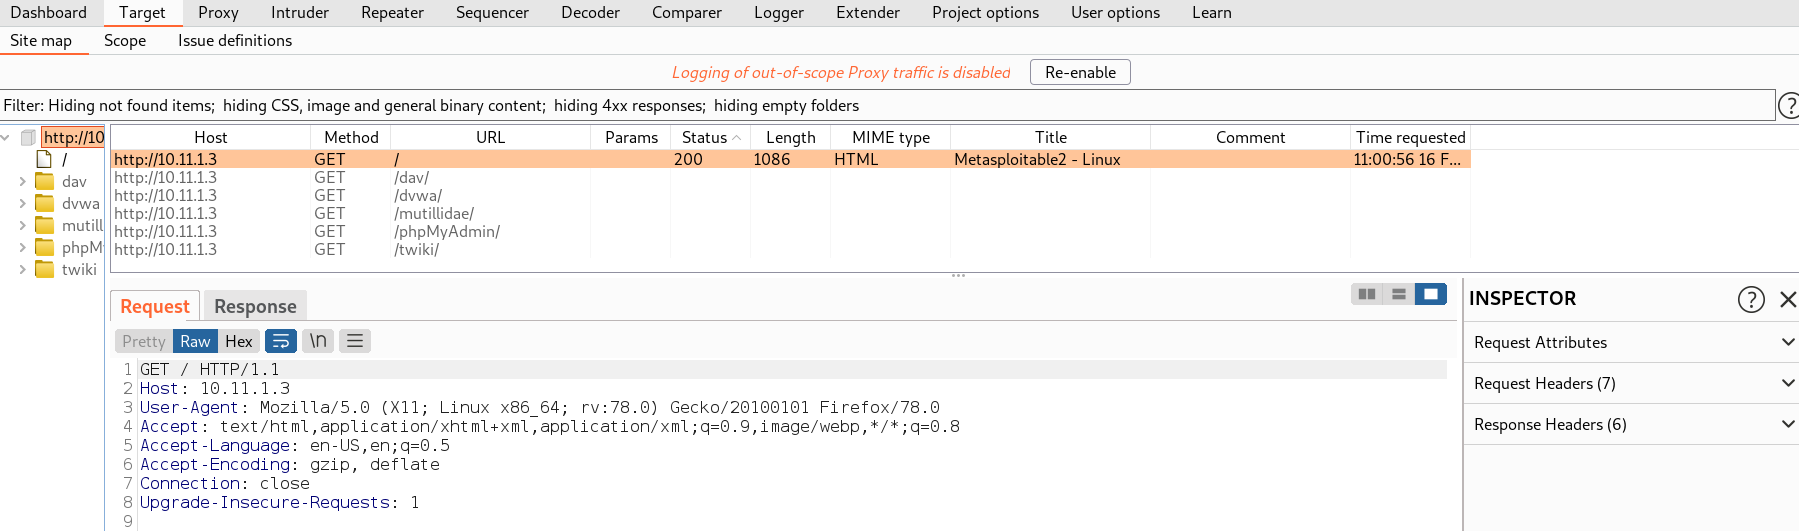 Dashboard Target Proxy Intruder Repeater Sequencer Decoder Comparer Logger Extender Project options User options Learn
Site map Scope Issue definitions
Logging of out-of-scope Proxy traffic is disabled Re-enable
Filter: Hiding not found items; hiding CSS, image and general binary content; hiding 4xx responses; hiding empty folders ?
http://10
/
dav
dvwa
mutill
phpMy
twiki
Host Method URL Params Status Length MIME type Title Comment Time requested
http://10.11.1.3 GET / 200 1086 HTML Metasploitable2 - Linux 11:00:56 16 F...
http://10.11.1.3 GET /dav/
http://10.11.1.3 GET /dvwa/
http://10.11.1.3 GET /mutillidae/
http://10.11.1.3 GET /phpMyAdmin/
http://10.11.1.3 GET /twiki/
Request Response
Pretty Raw Hex \n
1 GET / HTTP/1.1
2 Host: 10.11.1.3
3 User-Agent: Mozilla/5.0 (X11; Linux x86_64; rv:78.0) Gecko/20100101 Firefox/78.0
4 Accept: text/html,application/xhtml+xml,application/xml;q=0.9,image/webp,*/*;q=0.8
5 Accept-Language: en-US,en;q=0.5
6 Accept-Encoding: gzip, deflate
7 Connection: close
8 Upgrade-Insecure-Requests: 1
9
INSPECTOR ?
Request Attributes
Request Headers (7)
Response Headers (6)